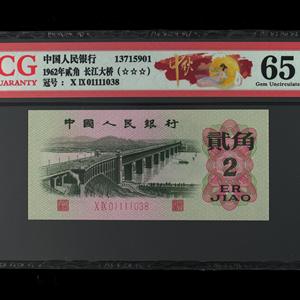 CG
GUARANTY
中国人民银行 13715901
1962年贰角 长江大桥 (☆☆☆)
冠号: X IX 01111038
65
Gem Uncirculated
中国人民银行
贰角
2
ER
JIAO
X IX 01111038